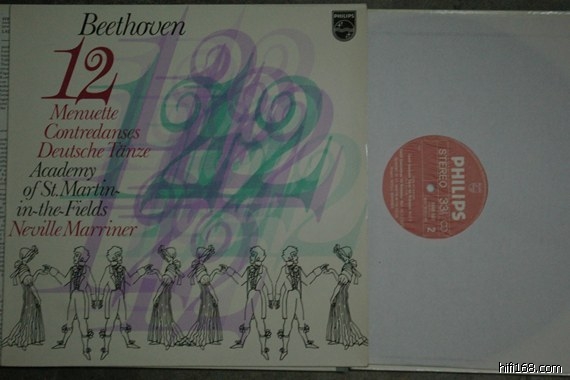 Beethoven
12
Menuette
Contredanses
Deutsche Tänze
Academy
of St. Martin-
in-the-Fields
Neville Marriner
PHILIPS
PHILIPS
STEREO 33⅓
2
hifi168.com